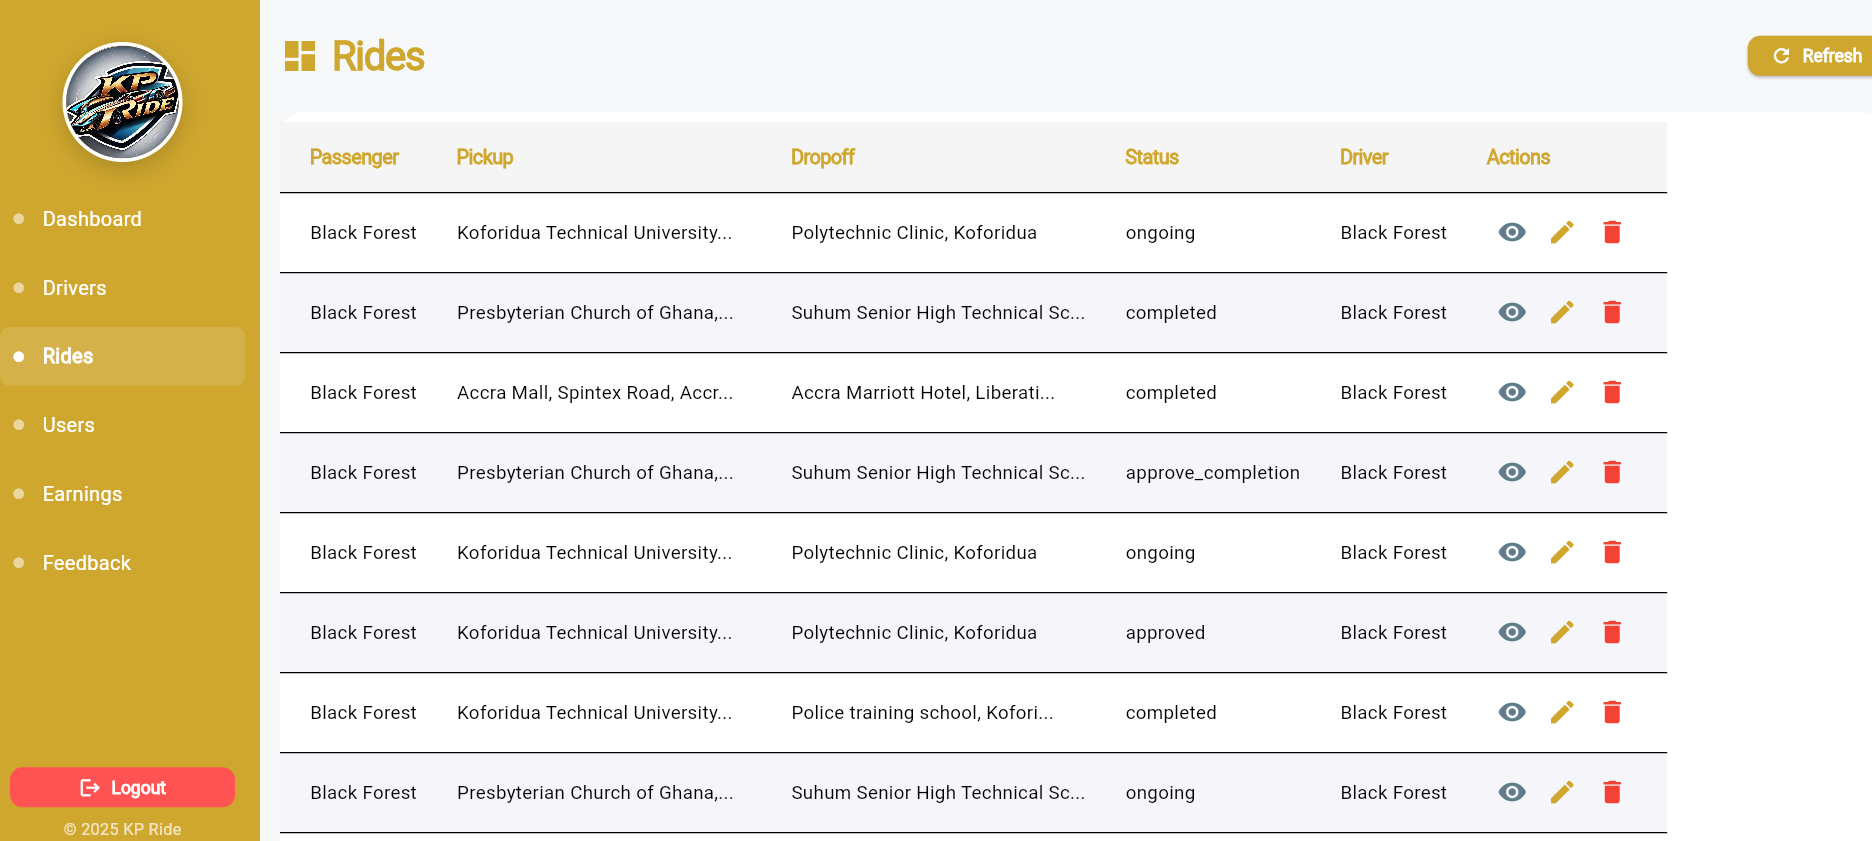 KP
RIDE
Dashboard
Drivers
Rides
Users
Earnings
Feedback
Logout
© 2025 KP Ride
Rides
Refresh
Passenger Pickup Dropoff Status Driver Actions
Black Forest Koforidua Technical University... Polytechnic Clinic, Koforidua ongoing Black Forest
Black Forest Presbyterian Church of Ghana,... Suhum Senior High Technical Sc... completed Black Forest
Black Forest Accra Mall, Spintex Road, Accr... Accra Marriott Hotel, Liberati... completed Black Forest
Black Forest Presbyterian Church of Ghana,... Suhum Senior High Technical Sc... approve_completion Black Forest
Black Forest Koforidua Technical University... Polytechnic Clinic, Koforidua ongoing Black Forest
Black Forest Koforidua Technical University... Polytechnic Clinic, Koforidua approved Black Forest
Black Forest Koforidua Technical University... Police training school, Kofori... completed Black Forest
Black Forest Presbyterian Church of Ghana,... Suhum Senior High Technical Sc... ongoing Black Forest